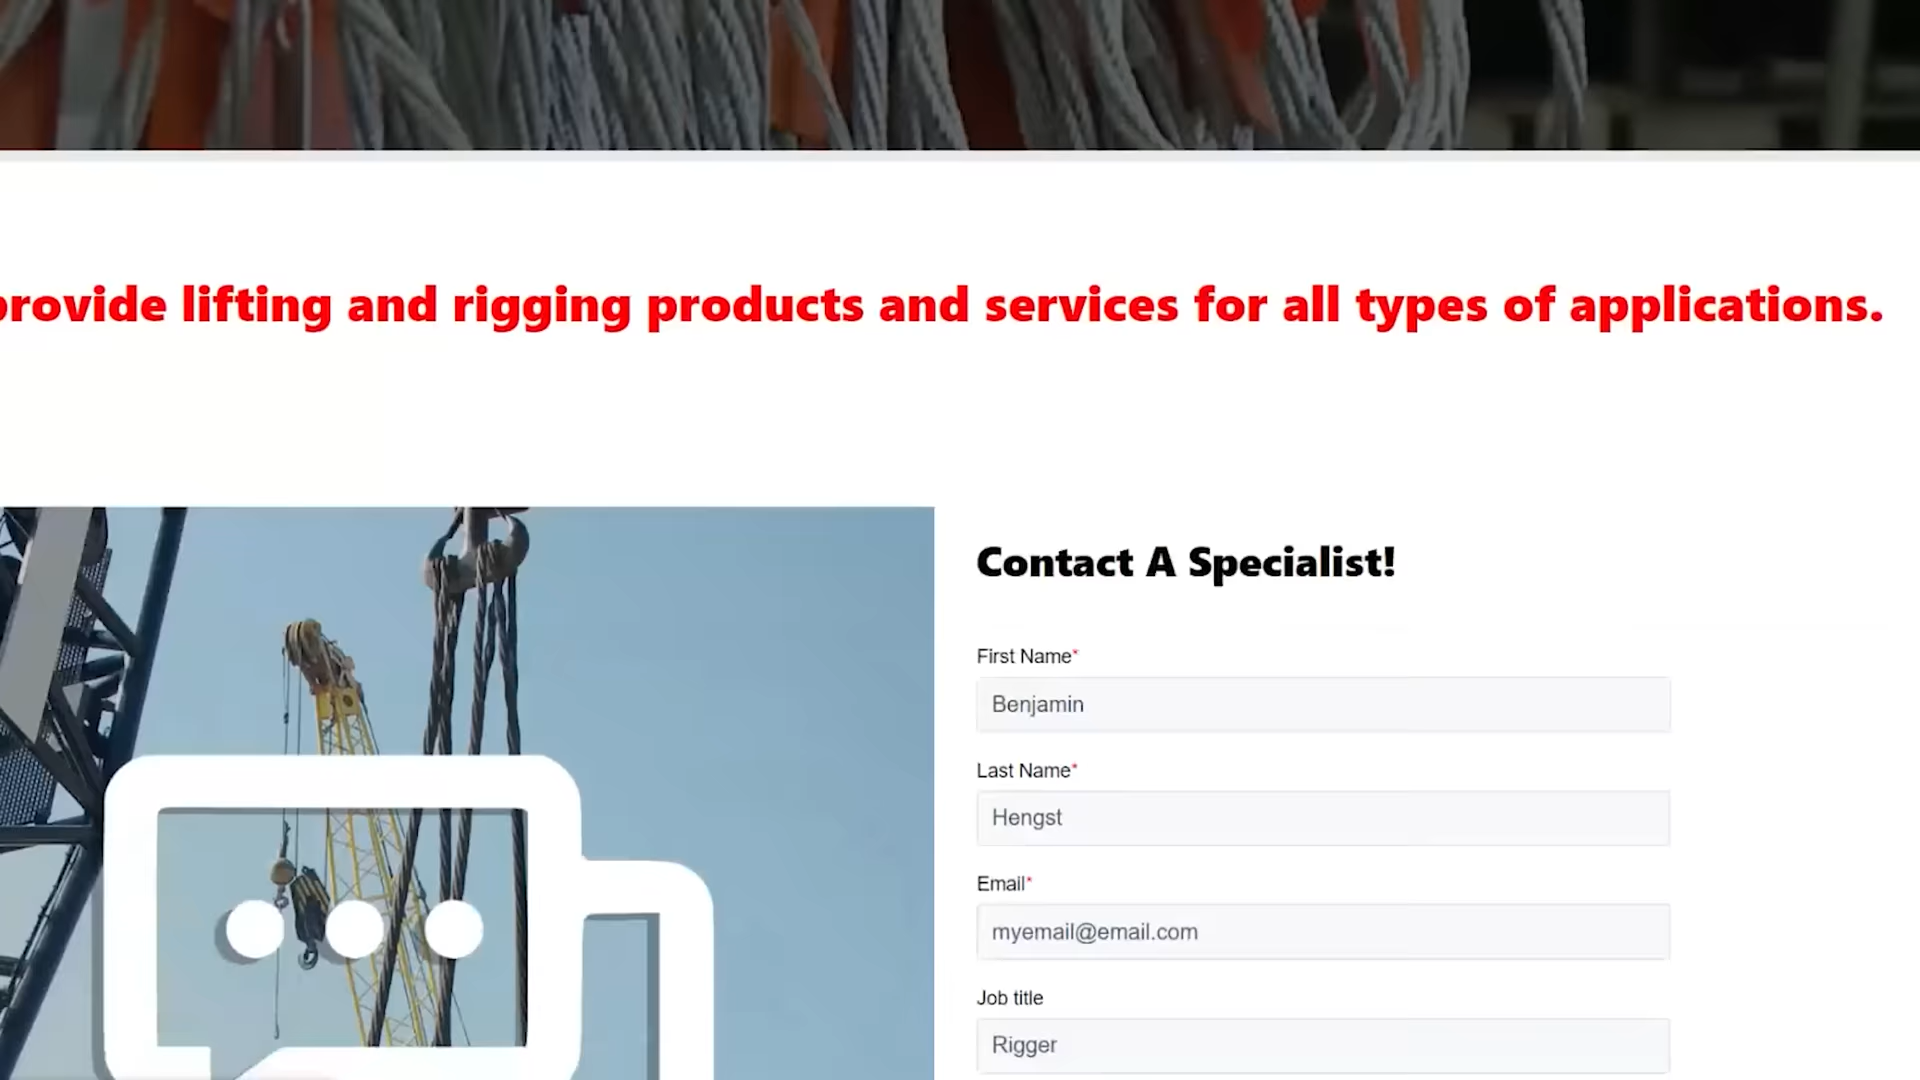 provide lifting and rigging products and services for all types of applications.
Contact A Specialist!
First Name*
Benjamin
Last Name*
Hengst
Email*
myemail@email.com
Job title
Rigger